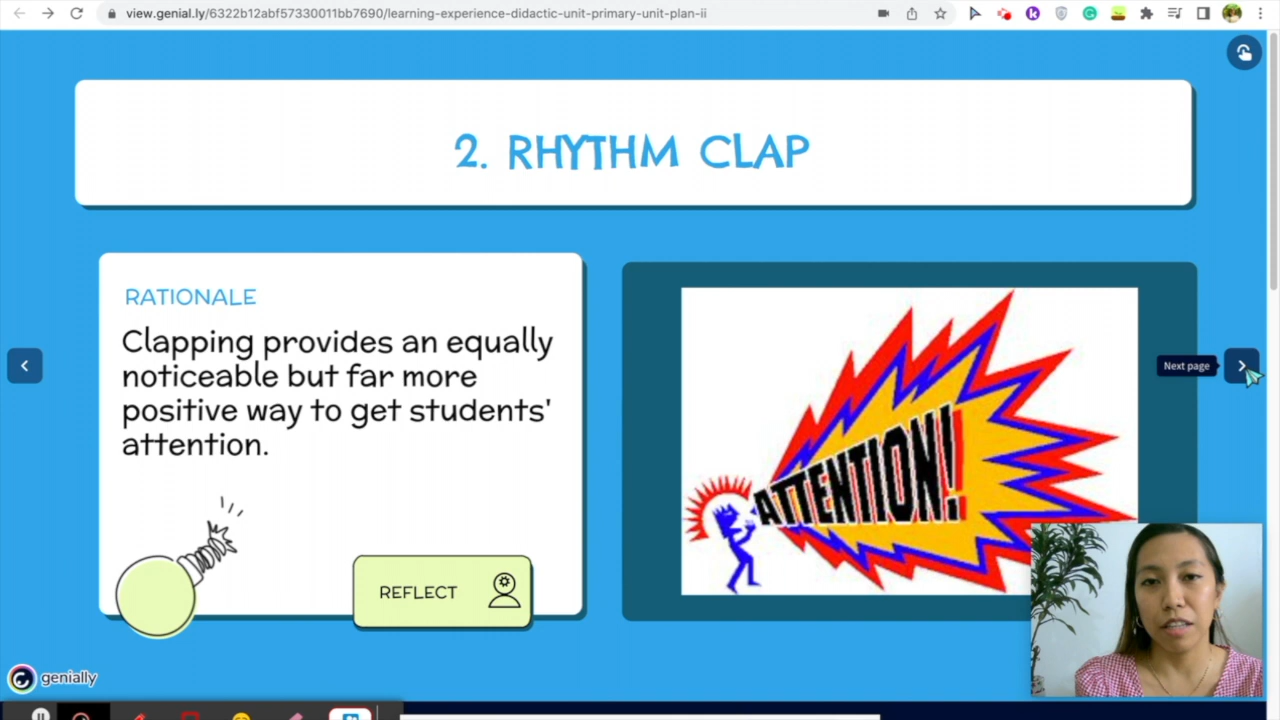 view.genial.ly/6322b12abf57330011bb7690/learning-experience-didactic-unit-primary-unit-plan-ii
2. RHYTHM CLAP
RATIONALE
Clapping provides an equally
noticeable but far more
positive way to get students'
attention.
REFLECT
ATTENTION!
Next page
genially